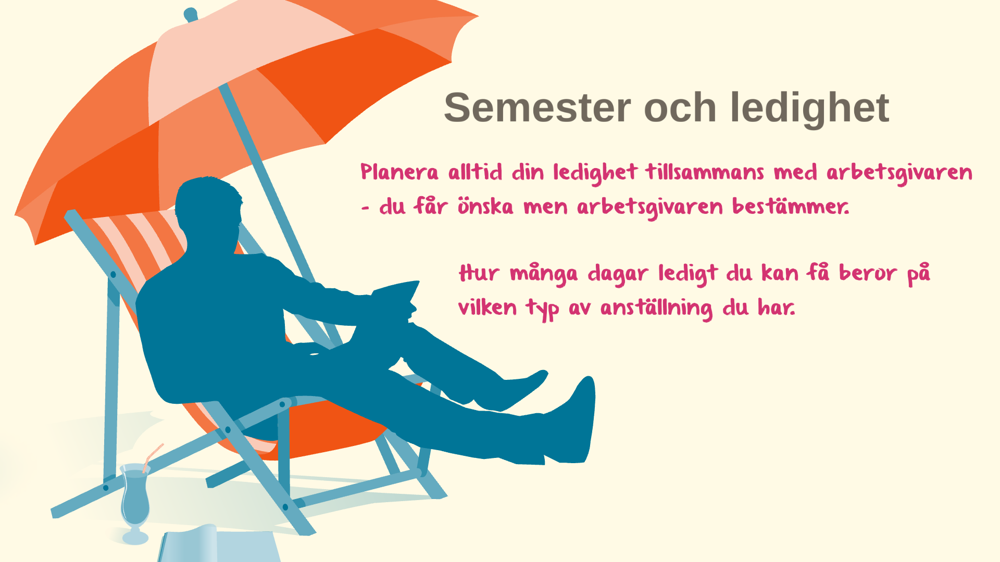 Semester och ledighet
Planera alltid din ledighet tillsammans med arbetsgivaren
- du får önska men arbetsgivaren bestämmer.
Hur många dagar ledigt du kan få beror på
vilken typ av anställning du har.